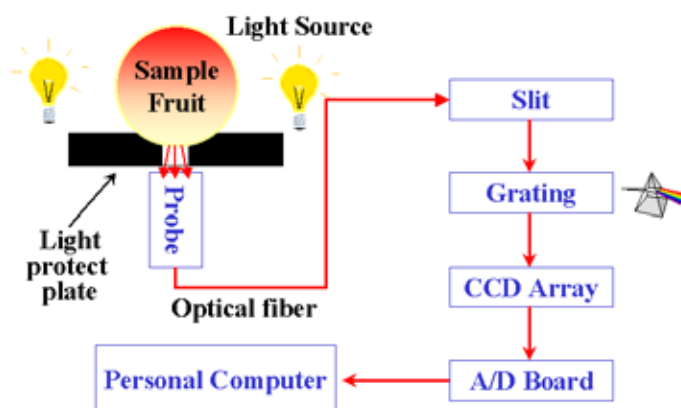 Light Source
Sample
Fruit
Slit
Probe
Grating
Light
protect
plate
Optical fiber
CCD Array
Personal Computer
A/D Board